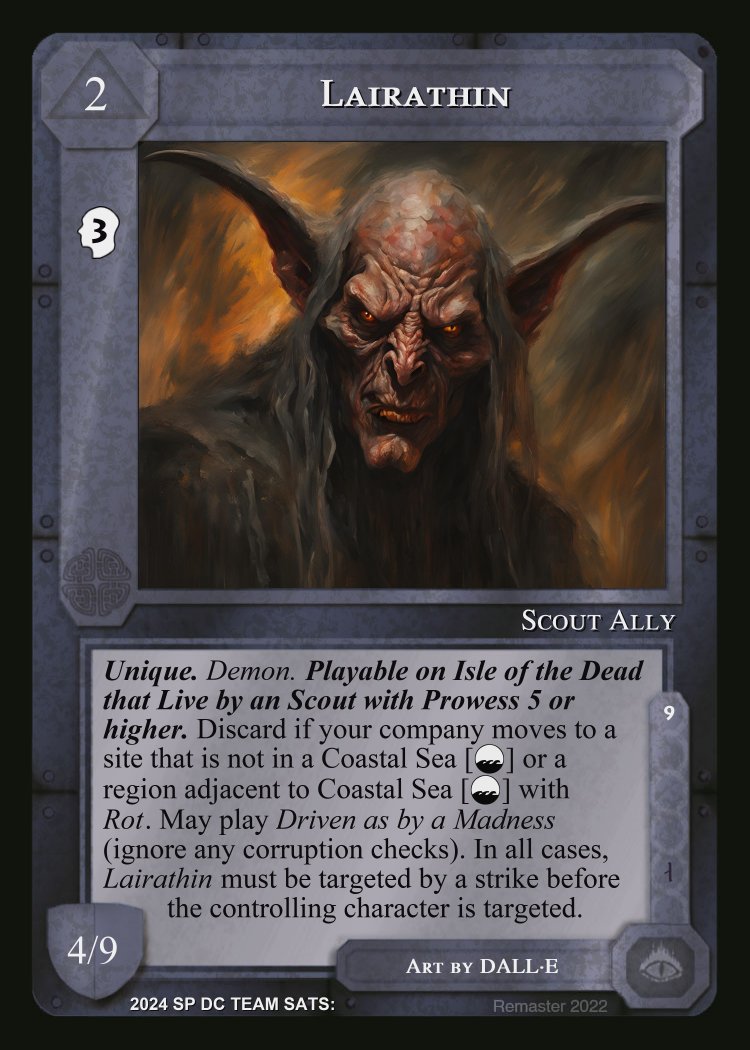 2
LAIRATHIN
3
SCOUT ALLY
Unique. Demon. Playable on Isle of the Dead
that Live by an Scout with Prowess 5 or
higher. Discard if your company moves to a
site that is not in a Coastal Sea [ ] or a
region adjacent to Coastal Sea [ ] with
Rot. May play Driven as by a Madness
(ignore any corruption checks). In all cases,
Lairathin must be targeted by a strike before
the controlling character is targeted.
9
4/9
ART BY DALL·E
2024 SP DC TEAM SATS:
Remaster 2022